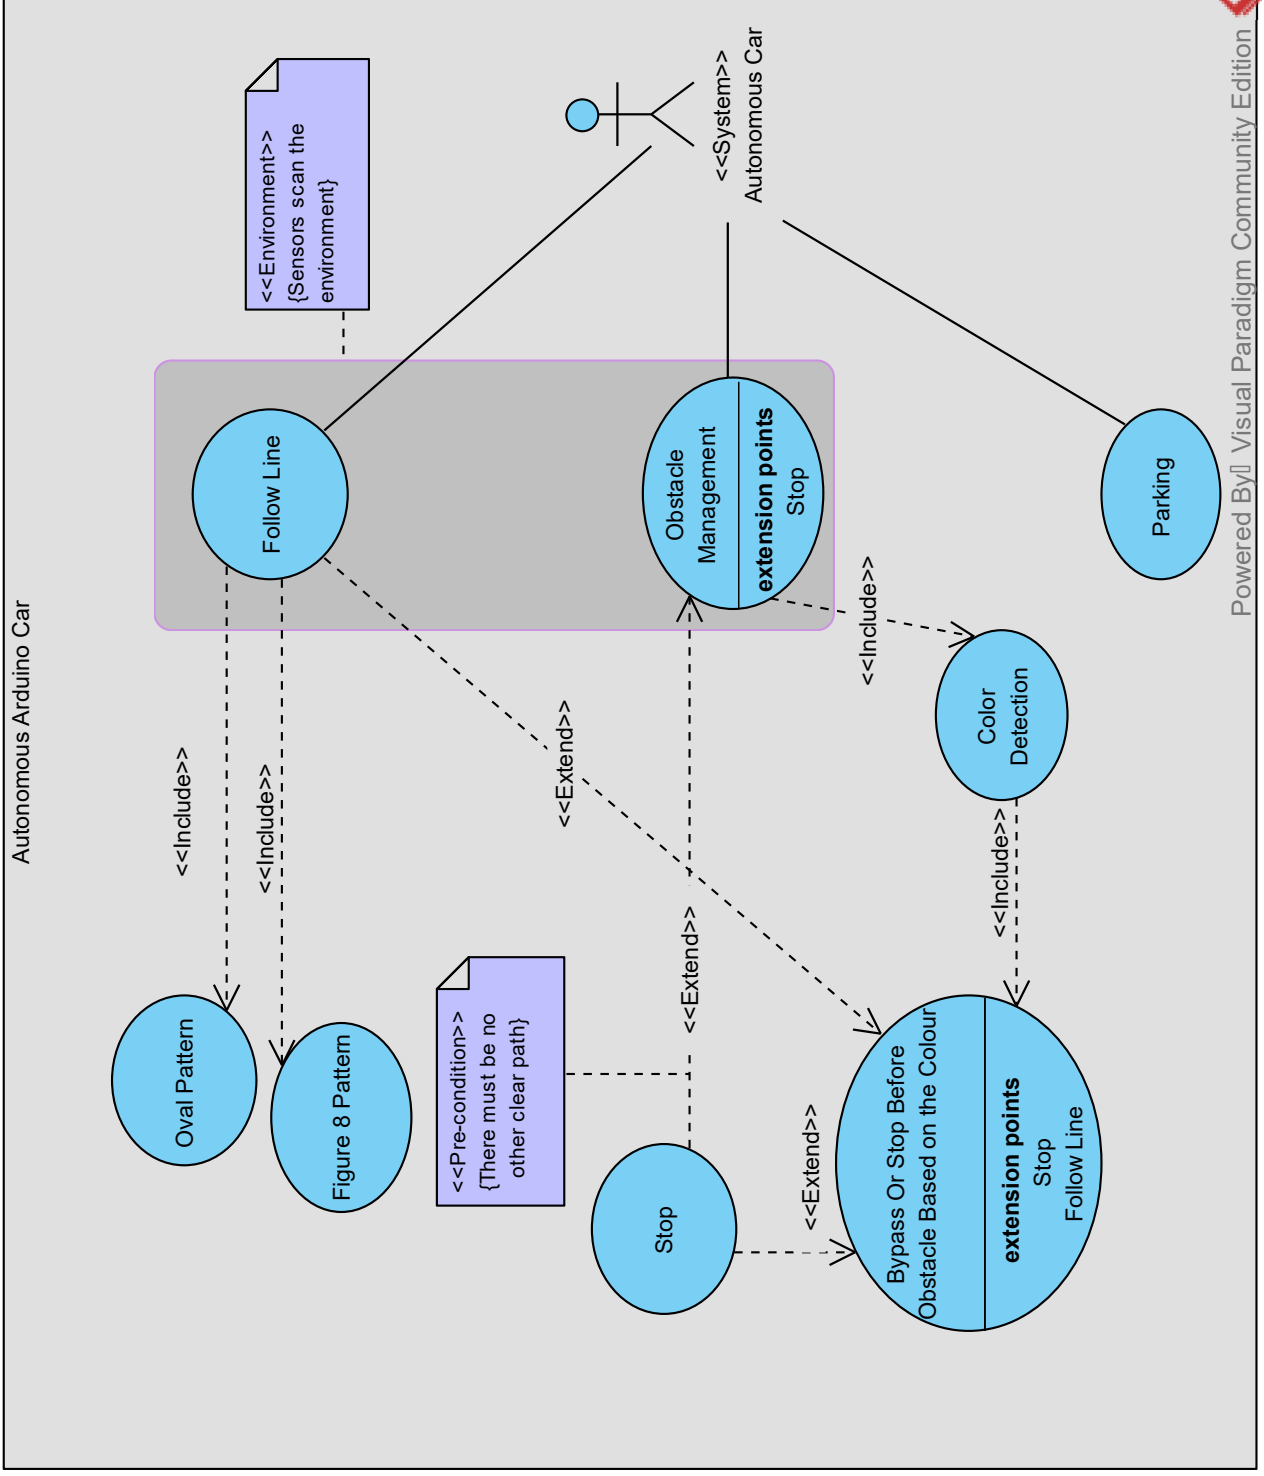 Autonomous Arduino Car
<<Environment>>
{Sensors scan the
environment}
<<System>>
Autonomous Car
Follow Line
Obstacle
Management
extension points
Stop
Parking
<<Include>>
<<Include>>
<<Extend>>
<<Include>>
Color
Detection
<<Include>>
<<Extend>>
Oval Pattern
Figure 8 Pattern
<<Pre-condition>>
{There must be no
other clear path}
Stop
<<Extend>>
Bypass Or Stop Before
Obstacle Based on the Colour
extension points
Stop
Follow Line
Powered By Visual Paradigm Community Edition